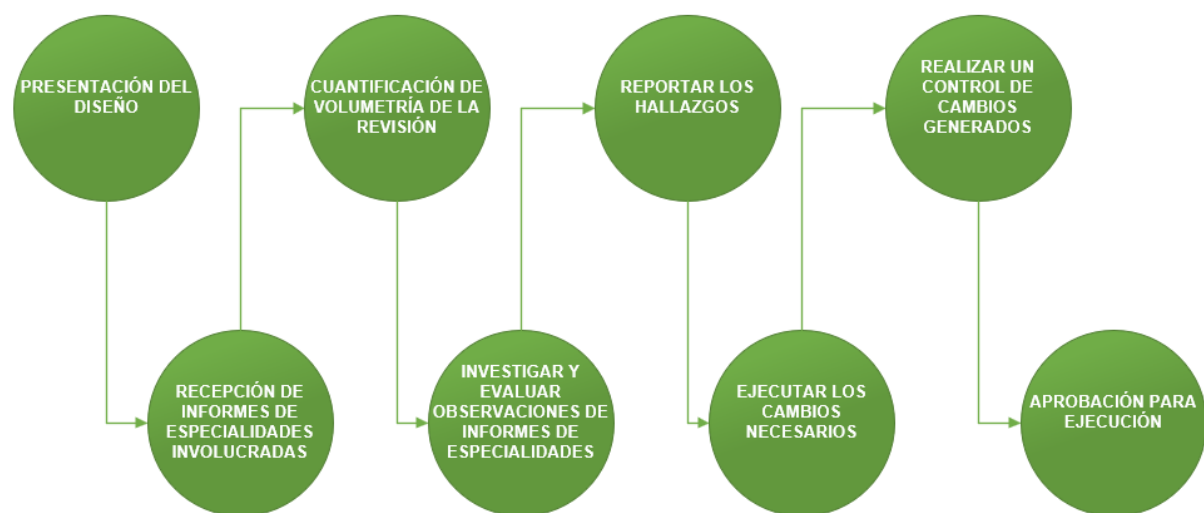 PRESENTACIÓN DEL
DISEÑO
RECEPCIÓN DE
INFORMES DE
ESPECIALIDADES
INVOLUCRADAS
CUANTIFICACIÓN DE
VOLUMETRÍA DE LA
REVISIÓN
INVESTIGAR Y
EVALUAR
OBSERVACIONES DE
INFORMES DE
ESPECIALIDADES
REPORTAR LOS
HALLAZGOS
EJECUTAR LOS
CAMBIOS
NECESARIOS
REALIZAR UN
CONTROL DE
CAMBIOS
GENERADOS
APROBACIÓN PARA
EJECUCIÓN